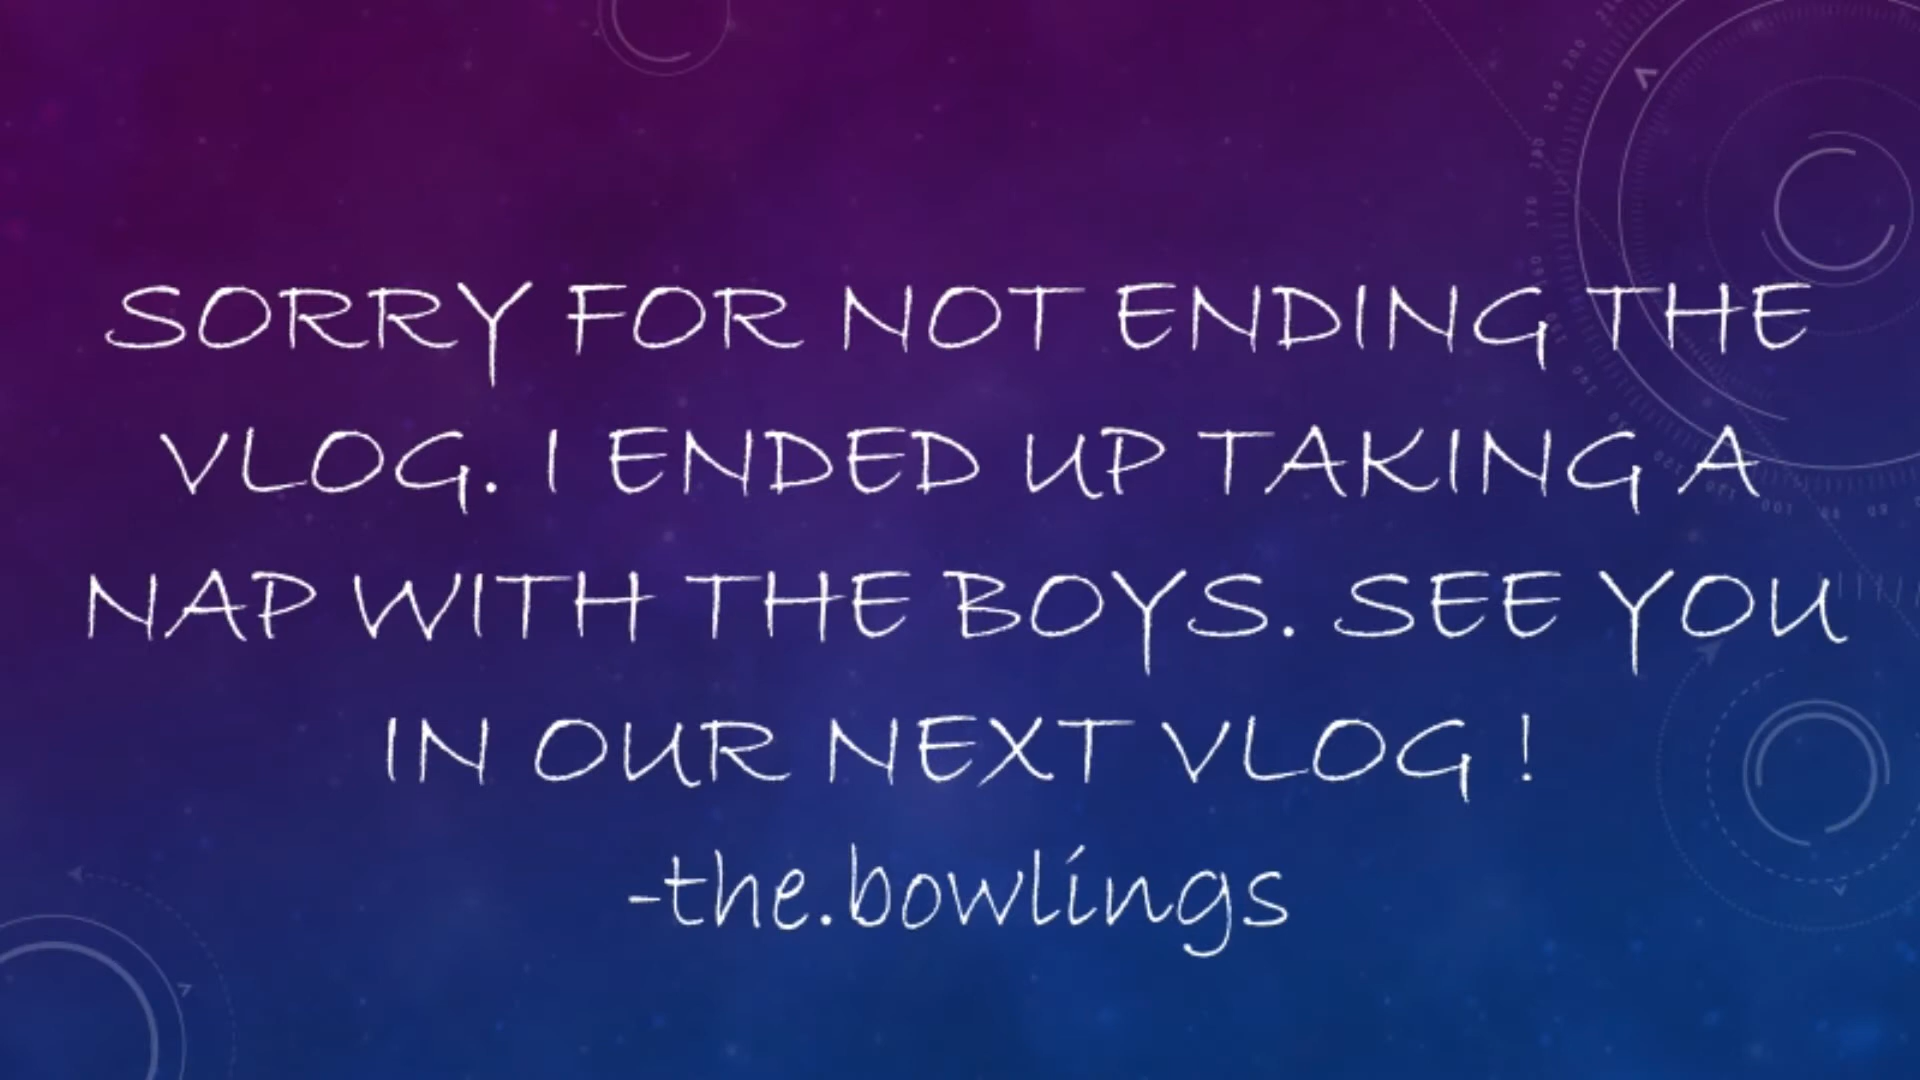 SORRY FOR NOT ENDING THE
VLOG. I ENDED UP TAKING A
NAP WITH THE BOYS. SEE YOU
IN OUR NEXT VLOG !
-the.bowlings